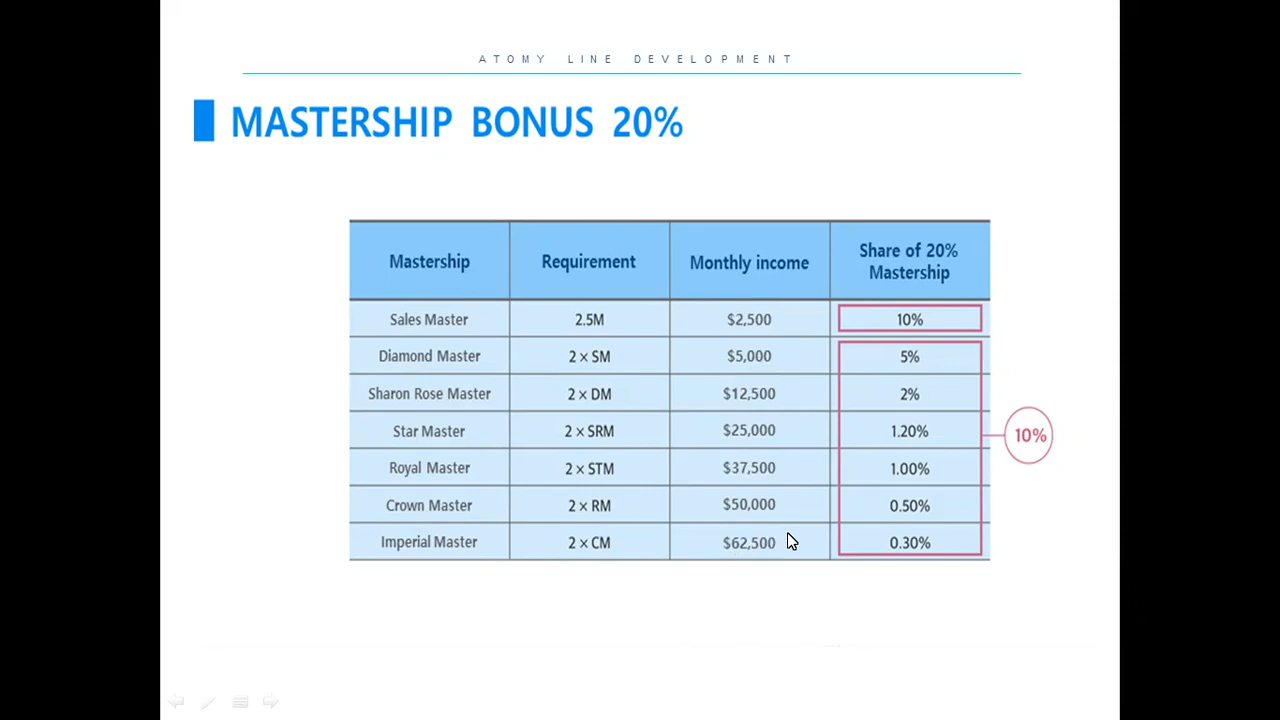 ATOMY LINE DEVELOPMENT
MASTERSHIP BONUS 20%
Mastership Requirement Monthly income Share of 20% Mastership
Sales Master 2.5M $2,500 10%
Diamond Master 2 × SM $5,000 5%
Sharon Rose Master 2 × DM $12,500 2%
Star Master 2 × SRM $25,000 1.20%
Royal Master 2 × STM $37,500 1.00%
Crown Master 2 × RM $50,000 0.50%
Imperial Master 2 × CM $62,500 0.30%
10%